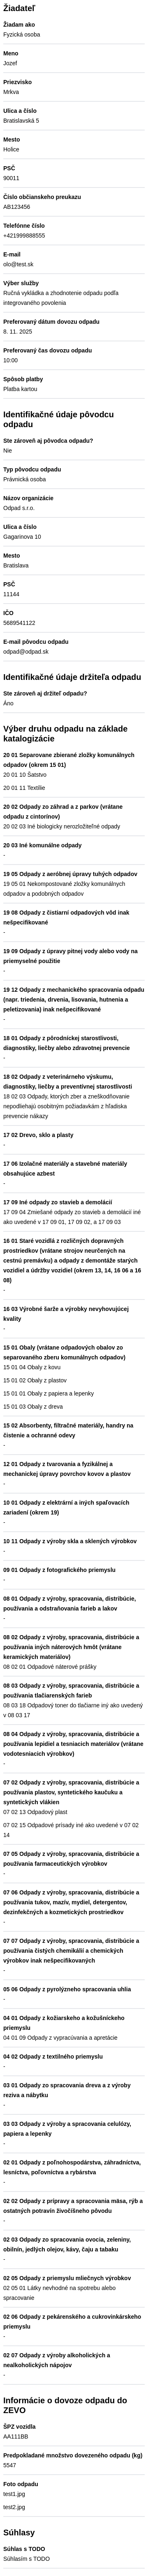 Žiadateľ
Žiadam ako
Fyzická osoba
Meno
Jozef
Priezvisko
Mrkva
Ulica a číslo
Bratislavská 5
Mesto
Holice
PSČ
90011
Číslo občianskeho preukazu
AB123456
Telefónne číslo
+421999888555
E-mail
olo@test.sk
Výber služby
Ručná vykládka a zhodnotenie odpadu podľa
integrovaného povolenia
Preferovaný dátum dovozu odpadu
8. 11. 2025
Preferovaný čas dovozu odpadu
10:00
Spôsob platby
Platba kartou
Identifikačné údaje pôvodcu
odpadu
Ste zároveň aj pôvodca odpadu?
Nie
Typ pôvodcu odpadu
Právnická osoba
Názov organizácie
Odpad s.r.o.
Ulica a číslo
Gagarinova 10
Mesto
Bratislava
PSČ
11144
IČO
5689541122
E-mail pôvodcu odpadu
odpad@odpad.sk
Identifikačné údaje držiteľa odpadu
Ste zároveň aj držiteľ odpadu?
Áno
Výber druhu odpadu na základe
katalogizácie
20 01 Separovane zbierané zložky komunálnych
odpadov (okrem 15 01)
20 01 10 Šatstvo
20 01 11 Textílie
20 02 Odpady zo záhrad a z parkov (vrátane
odpadu z cintorínov)
20 02 03 Iné biologicky nerozložiteľné odpady
20 03 Iné komunálne odpady
-
19 05 Odpady z aeróbnej úpravy tuhých odpadov
19 05 01 Nekompostované zložky komunálnych
odpadov a podobných odpadov
19 08 Odpady z čistiarní odpadových vôd inak
nešpecifikované
-
19 09 Odpady z úpravy pitnej vody alebo vody na
priemyselné použitie
-
19 12 Odpady z mechanického spracovania odpadu
(napr. triedenia, drvenia, lisovania, hutnenia a
peletizovania) inak nešpecifikované
-
18 01 Odpady z pôrodníckej starostlivosti,
diagnostiky, liečby alebo zdravotnej prevencie
-
18 02 Odpady z veterinárneho výskumu,
diagnostiky, liečby a preventívnej starostlivosti
18 02 03 Odpady, ktorých zber a zneškodňovanie
nepodliehajú osobitným požiadavkám z hľadiska
prevencie nákazy
17 02 Drevo, sklo a plasty
-
17 06 Izolačné materiály a stavebné materiály
obsahujúce azbest
-
17 09 Iné odpady zo stavieb a demolácií
17 09 04 Zmiešané odpady zo stavieb a demolácií iné
ako uvedené v 17 09 01, 17 09 02, a 17 09 03
16 01 Staré vozidlá z rozličných dopravných
prostriedkov (vrátane strojov neurčených na
cestnú premávku) a odpady z demontáže starých
vozidiel a údržby vozidiel (okrem 13, 14, 16 06 a 16
08)
-
16 03 Výrobné šarže a výrobky nevyhovujúcej
kvality
-
15 01 Obaly (vrátane odpadových obalov zo
separovaného zberu komunálnych odpadov)
15 01 04 Obaly z kovu
15 01 02 Obaly z plastov
15 01 01 Obaly z papiera a lepenky
15 01 03 Obaly z dreva
15 02 Absorbenty, filtračné materiály, handry na
čistenie a ochranné odevy
-
12 01 Odpady z tvarovania a fyzikálnej a
mechanickej úpravy povrchov kovov a plastov
-
10 01 Odpady z elektrární a iných spaľovacích
zariadení (okrem 19)
-
10 11 Odpady z výroby skla a sklených výrobkov
-
09 01 Odpady z fotografického priemyslu
-
08 01 Odpady z výroby, spracovania, distribúcie,
používania a odstraňovania farieb a lakov
-
08 02 Odpady z výroby, spracovania, distribúcie a
používania iných náterových hmôt (vrátane
keramických materiálov)
08 02 01 Odpadové náterové prášky
08 03 Odpady z výroby, spracovania, distribúcie a
používania tlačiarenských farieb
08 03 18 Odpadový toner do tlačiarne iný ako uvedený
v 08 03 17
08 04 Odpady z výroby, spracovania, distribúcie a
používania lepidiel a tesniacich materiálov (vrátane
vodotesniacich výrobkov)
-
07 02 Odpady z výroby, spracovania, distribúcie a
používania plastov, syntetického kaučuku a
syntetických vlákien
07 02 13 Odpadový plast
07 02 15 Odpadové prísady iné ako uvedené v 07 02
14
07 05 Odpady z výroby, spracovania, distribúcie a
používania farmaceutických výrobkov
-
07 06 Odpady z výroby, spracovania, distribúcie a
používania tukov, mazív, mydiel, detergentov,
dezinfekčných a kozmetických prostriedkov
-
07 07 Odpady z výroby, spracovania, distribúcie a
používania čistých chemikálií a chemických
výrobkov inak nešpecifikovaných
-
05 06 Odpady z pyrolýzneho spracovania uhlia
-
04 01 Odpady z kožiarskeho a kožušníckeho
priemyslu
04 01 09 Odpady z vypracúvania a apretácie
04 02 Odpady z textilného priemyslu
-
03 01 Odpady zo spracovania dreva a z výroby
reziva a nábytku
-
03 03 Odpady z výroby a spracovania celulózy,
papiera a lepenky
-
02 01 Odpady z poľnohospodárstva, záhradníctva,
lesníctva, poľovníctva a rybárstva
-
02 02 Odpady z prípravy a spracovania mäsa, rýb a
ostatných potravín živočíšneho pôvodu
-
02 03 Odpady zo spracovania ovocia, zeleniny,
obilnín, jedlých olejov, kávy, čaju a tabaku
-
02 05 Odpady z priemyslu mliečnych výrobkov
02 05 01 Látky nevhodné na spotrebu alebo
spracovanie
02 06 Odpady z pekárenského a cukrovinkárskeho
priemyslu
-
02 07 Odpady z výroby alkoholických a
nealkoholických nápojov
-
Informácie o dovoze odpadu do
ZEVO
ŠPZ vozidla
AA111BB
Predpokladané množstvo dovezeného odpadu (kg)
5547
Foto odpadu
test1.jpg
test2.jpg
Súhlasy
Súhlas s TODO
Súhlasím s TODO